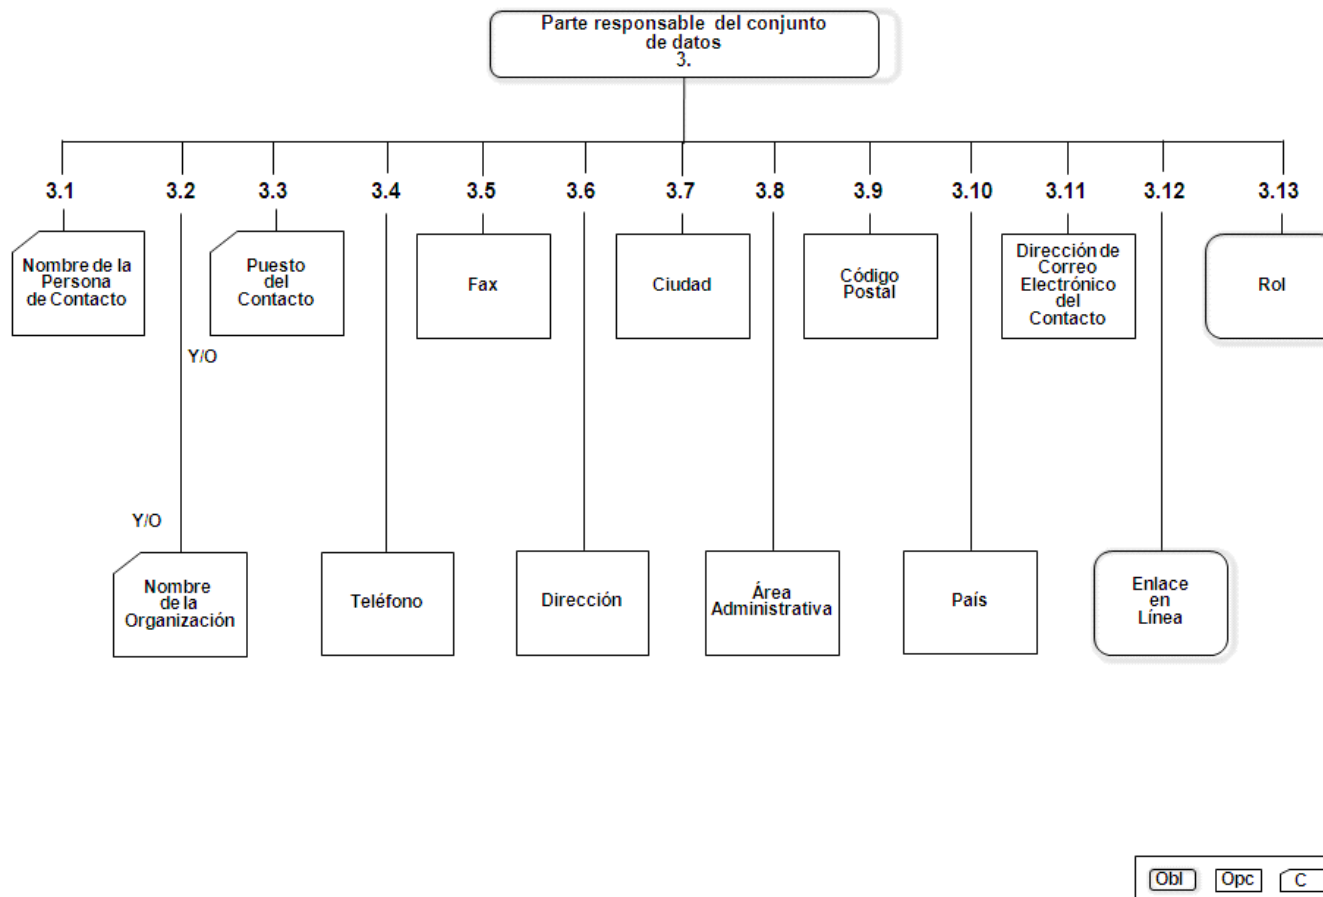 Parte responsable del conjunto
de datos
3.
3.1
3.2
3.3
3.4
3.5
3.6
3.7
3.8
3.9
3.10
3.11
3.12
3.13
Nombre de la
Persona
de Contacto
Puesto
del
Contacto
Fax
Ciudad
Código
Postal
Dirección de
Correo
Electrónico
del
Contacto
Rol
Y/O
Y/O
Nombre
de la
Organización
Teléfono
Dirección
Área
Administrativa
País
Enlace
en
Línea
Obl
Opc
C